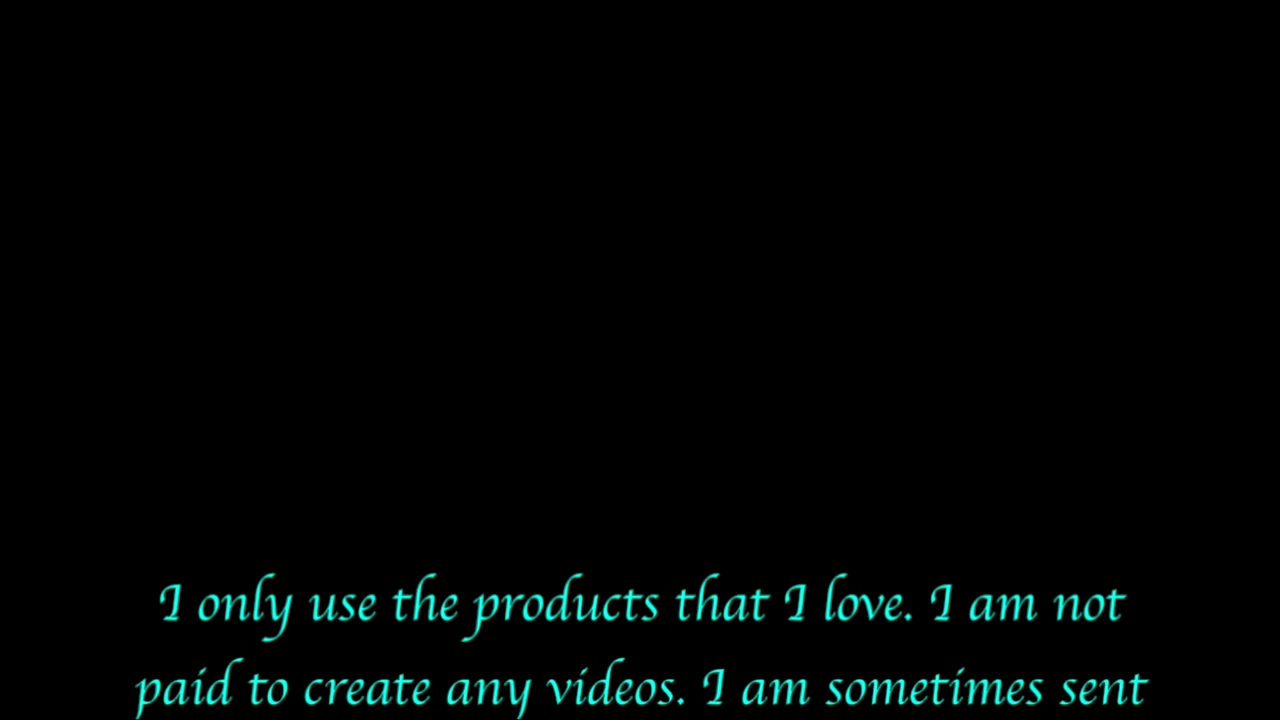 I only use the products that I love. I am not
paid to create any videos. I am sometimes sent